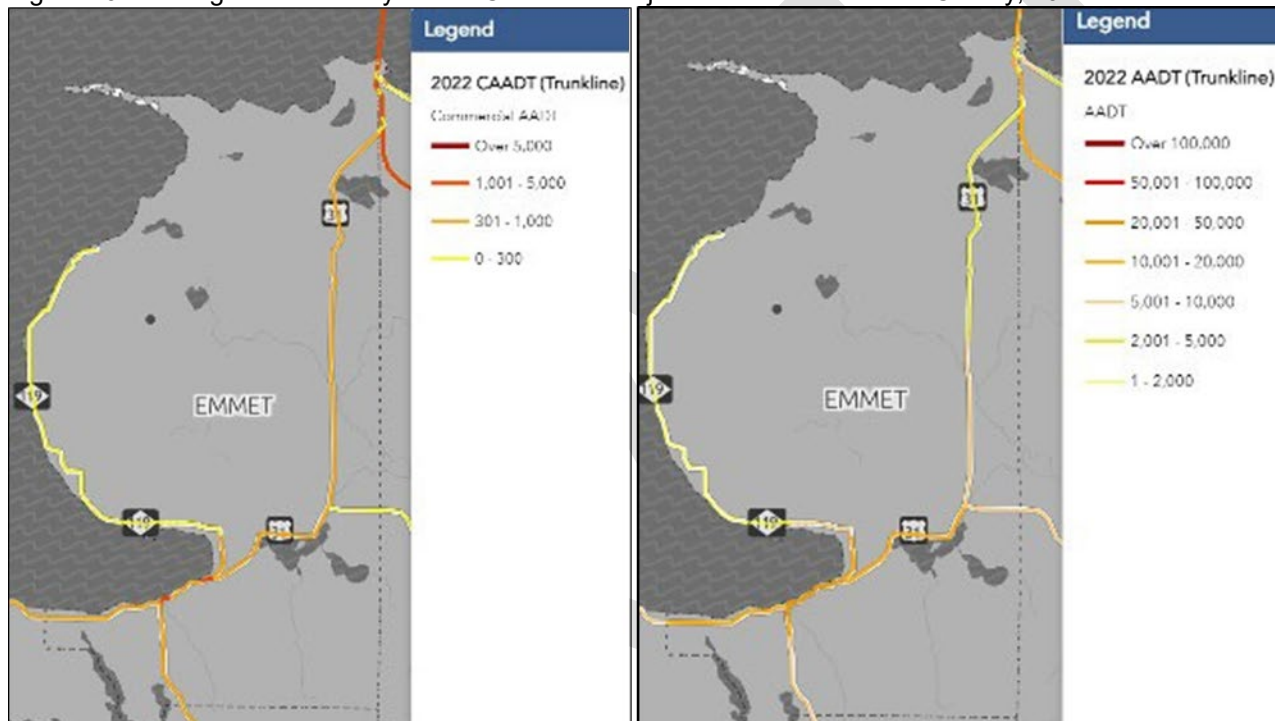 Legend
2022 CAADT (Trunkline)
Commercial AADT
Over 5,000
1,001 - 5,000
301 - 1,000
0 - 300
31
119
EMMET
119
Legend
2022 AADT (Trunkline)
AADT
Over 100,000
50,001 - 100,000
20,001 - 50,000
10,001 - 20,000
5,001 - 10,000
2,001 - 5,000
1 - 2,000
31
119
EMMET
119